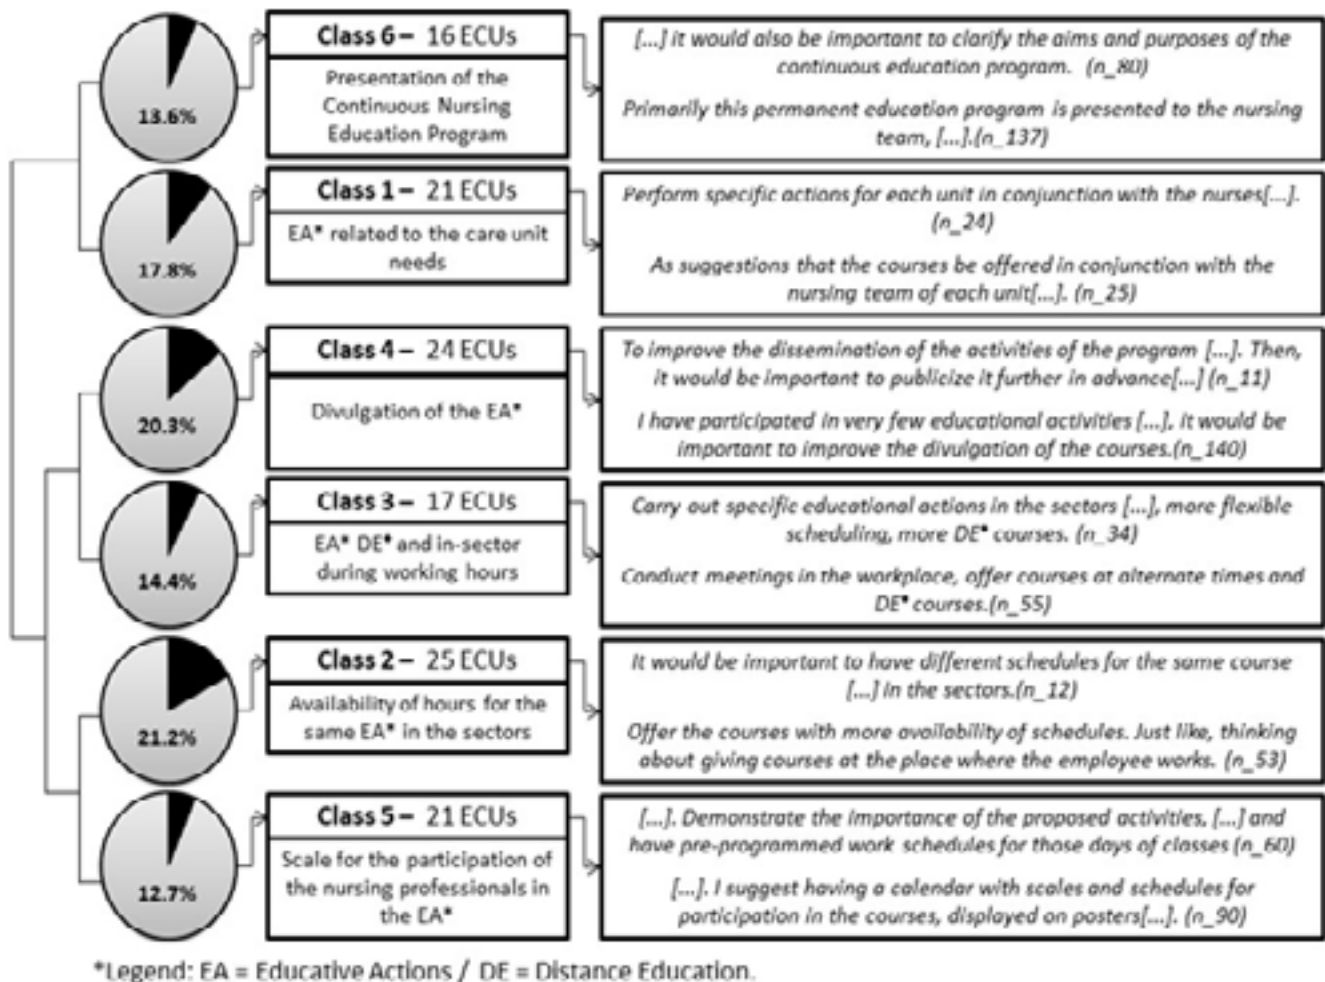 13.6%
Class 6 – 16 ECUs
Presentation of the
Continuous Nursing
Education Program
[...] it would also be important to clarify the aims and purposes of the
continuous education program. (n_80)
Primarily this permanent education program is presented to the nursing
team, [...].(n_137)
17.8%
Class 1 – 21 ECUs
EA* related to the care unit
needs
Perform specific actions for each unit in conjunction with the nurses[...].
(n_24)
As suggestions that the courses be offered in conjunction with the
nursing team of each unit[...]. (n_25)
20.3%
Class 4 – 24 ECUs
Divulgation of the EA*
To improve the dissemination of the activities of the program [...]. Then,
it would be important to publicize it further in advance[...] (n_11)
I have participated in very few educational activities [...], it would be
important to improve the divulgation of the courses.(n_140)
14.4%
Class 3 – 17 ECUs
EA* DE* and in-sector
during working hours
Carry out specific educational actions in the sectors [...], more flexible
scheduling, more DE* courses. (n_34)
Conduct meetings in the workplace, offer courses at alternate times and
DE* courses.(n_55)
21.2%
Class 2 – 25 ECUs
Availability of hours for the
same EA* in the sectors
It would be important to have different schedules for the same course
[...] in the sectors.(n_12)
Offer the courses with more availability of schedules. Just like, thinking
about giving courses at the place where the employee works. (n_53)
12.7%
Class 5 – 21 ECUs
Scale for the participation of
the nursing professionals in
the EA*
[...]. Demonstrate the importance of the proposed activities, [...] and
have pre-programmed work schedules for those days of classes (n_60)
[...]. I suggest having a calendar with scales and schedules for
participation in the courses, displayed on posters[...]. (n_90)
*Legend: EA = Educative Actions / DE = Distance Education.